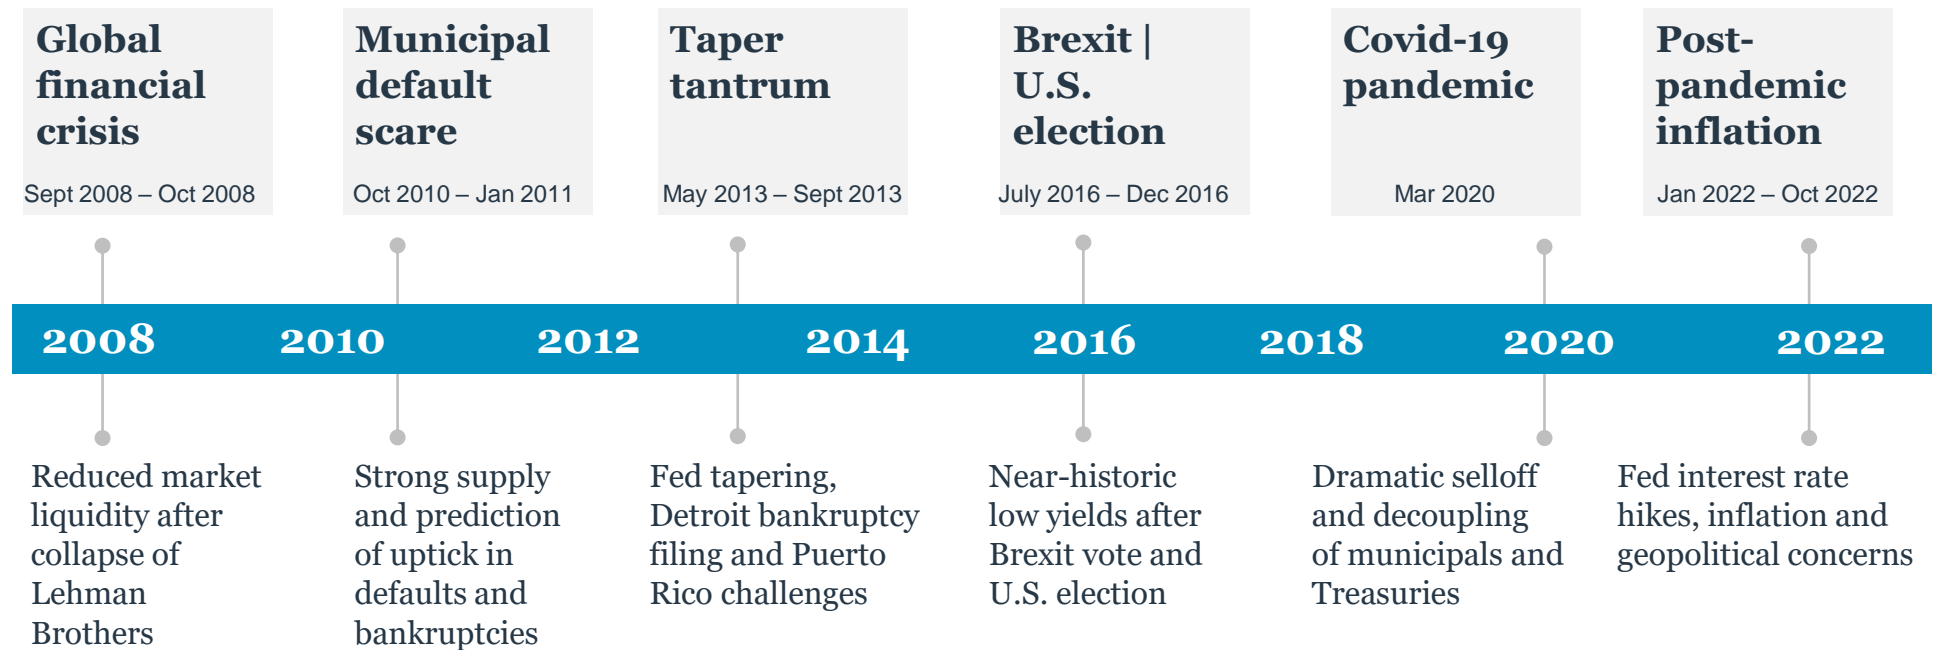 Global
financial
crisis
Sept 2008 – Oct 2008
Municipal
default
scare
Oct 2010 – Jan 2011
Taper
tantrum
May 2013 – Sept 2013
Brexit |
U.S.
election
July 2016 – Dec 2016
Covid-19
pandemic
Mar 2020
Post-
pandemic
inflation
Jan 2022 – Oct 2022
2008 2010 2012 2014 2016 2018 2020 2022
Reduced market
liquidity after
collapse of
Lehman
Brothers
Strong supply
and prediction
of uptick in
defaults and
bankruptcies
Fed tapering,
Detroit bankruptcy
filing and Puerto
Rico challenges
Near-historic
low yields after
Brexit vote and
U.S. election
Dramatic selloff
and decoupling
of municipals and
Treasuries
Fed interest rate
hikes, inflation and
geopolitical concerns